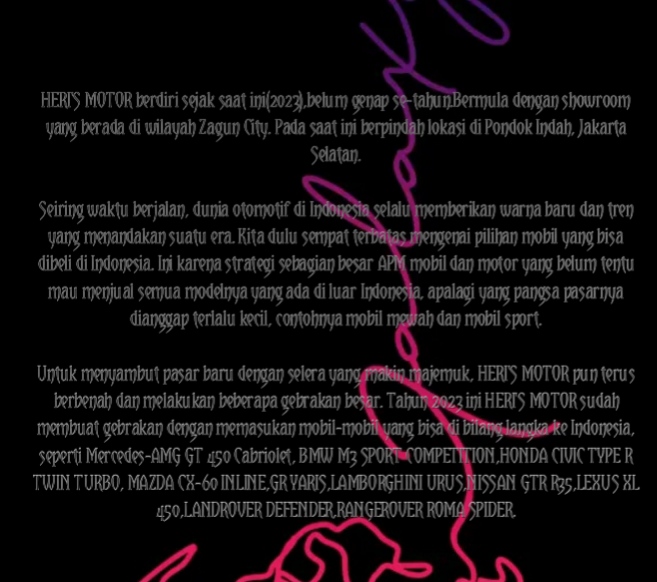 HERI'S MOTOR berdiri sejak saat ini(2023),belum genap se-tahun.Bermula dengan showroom
yang berada di wilayah Zagun City. Pada saat ini berpindah lokasi di Pondok Indah, Jakarta
Selatan.
Seiring waktu berjalan, dunia otomotif di Indonesia selalu memberikan warna baru dan tren
yang menandakan suatu era. Kita dulu sempat terbatas mengenai pilihan mobil yang bisa
dibeli di Indonesia. Ini karena strategi sebagian besar APM mobil dan motor yang belum tentu
mau menjual semua modelnya yang ada di luar Indonesia, apalagi yang pangsa pasarnya
dianggap terlalu kecil, contohnya mobil mewah dan mobil sport.
Untuk menyambut pasar baru dengan selera yang makin majemuk, HERI'S MOTOR pun terus
berbenah dan melakukan beberapa gebrakan besar. Tahun 2023 ini HERI'S MOTOR sudah
membuat gebrakan dengan memasukan mobil-mobil yang bisa di bilang langka ke Indonesia,
seperti Mercedes-AMG GT 450 Cabriolet, BMW M3 SPORT COMPETITION,HONDA CIVIC TYPE R
TWIN TURBO, MAZDA CX-60 INLINE,GR YARIS,LAMBORGHINI URUS,NISSAN GTR R35,LEXUS XL
450,LANDROVER DEFENDER,RANGEROVER ROMA SPIDER.